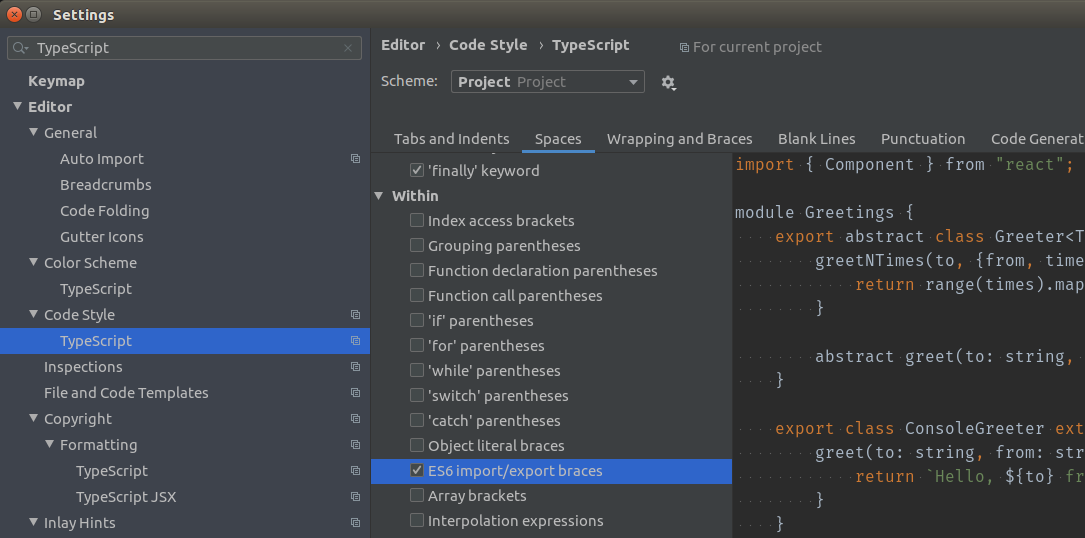 Settings
TypeScript
Keymap
Editor
General
Auto Import
Breadcrumbs
Code Folding
Gutter Icons
Color Scheme
TypeScript
Code Style
TypeScript
Inspections
File and Code Templates
Copyright
Formatting
TypeScript
TypeScript JSX
Inlay Hints
Editor › Code Style › TypeScript For current project
Scheme: Project Project
Tabs and Indents Spaces Wrapping and Braces Blank Lines Punctuation Code Generat
'finally' keyword
Within
Index access brackets
Grouping parentheses
Function declaration parentheses
Function call parentheses
'if' parentheses
'for' parentheses
'while' parentheses
'switch' parentheses
'catch' parentheses
Object literal braces
ES6 import/export braces
Array brackets
Interpolation expressions
import { Component } from "react";
module Greetings {
export abstract class Greeter<T
greetNTimes(to, {from, time
return range(times).map
}
abstract greet(to: string,
}
export class ConsoleGreeter ext
greet(to: string, from: str
return `Hello, ${to} fr
}
}